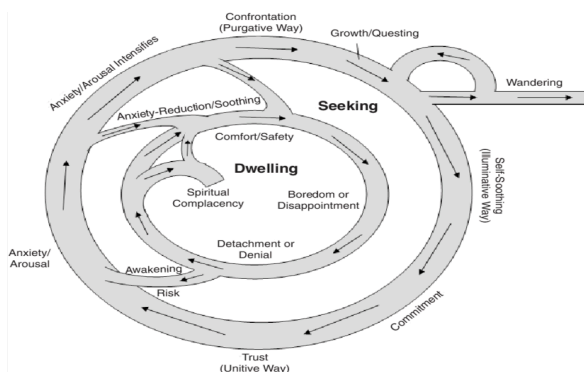 Confrontation
(Purgative Way)
Growth/Questing
Anxiety/Arousal Intensifies
Wandering
Anxiety-Reduction/Soothing
Seeking
Comfort/Safety
Dwelling
Self-Soothing
(Illuminative Way)
Spiritual
Complacency
Boredom or
Disappointment
Anxiety/
Arousal
Detachment or
Denial
Awakening
Risk
Commitment
Trust
(Unitive Way)